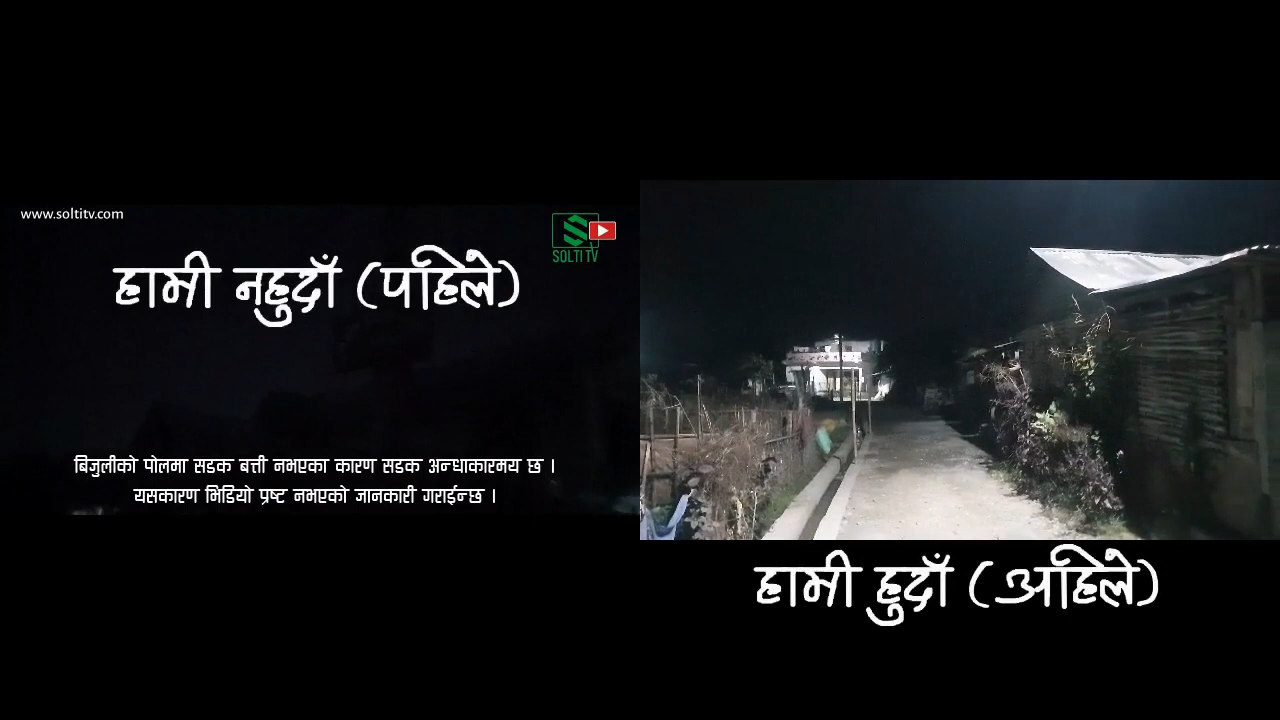 www.soltitv.com
SOLTI TV
हामी नहुदाँ (पहिले)
बिजुलीको पोलमा सडक बत्ती नभएका कारण सडक अन्धाकारमय छ ।
यसकारण भिडियो प्रष्ट नभएको जानकारी गराईन्छ ।
हामी हुदाँ (अहिले)